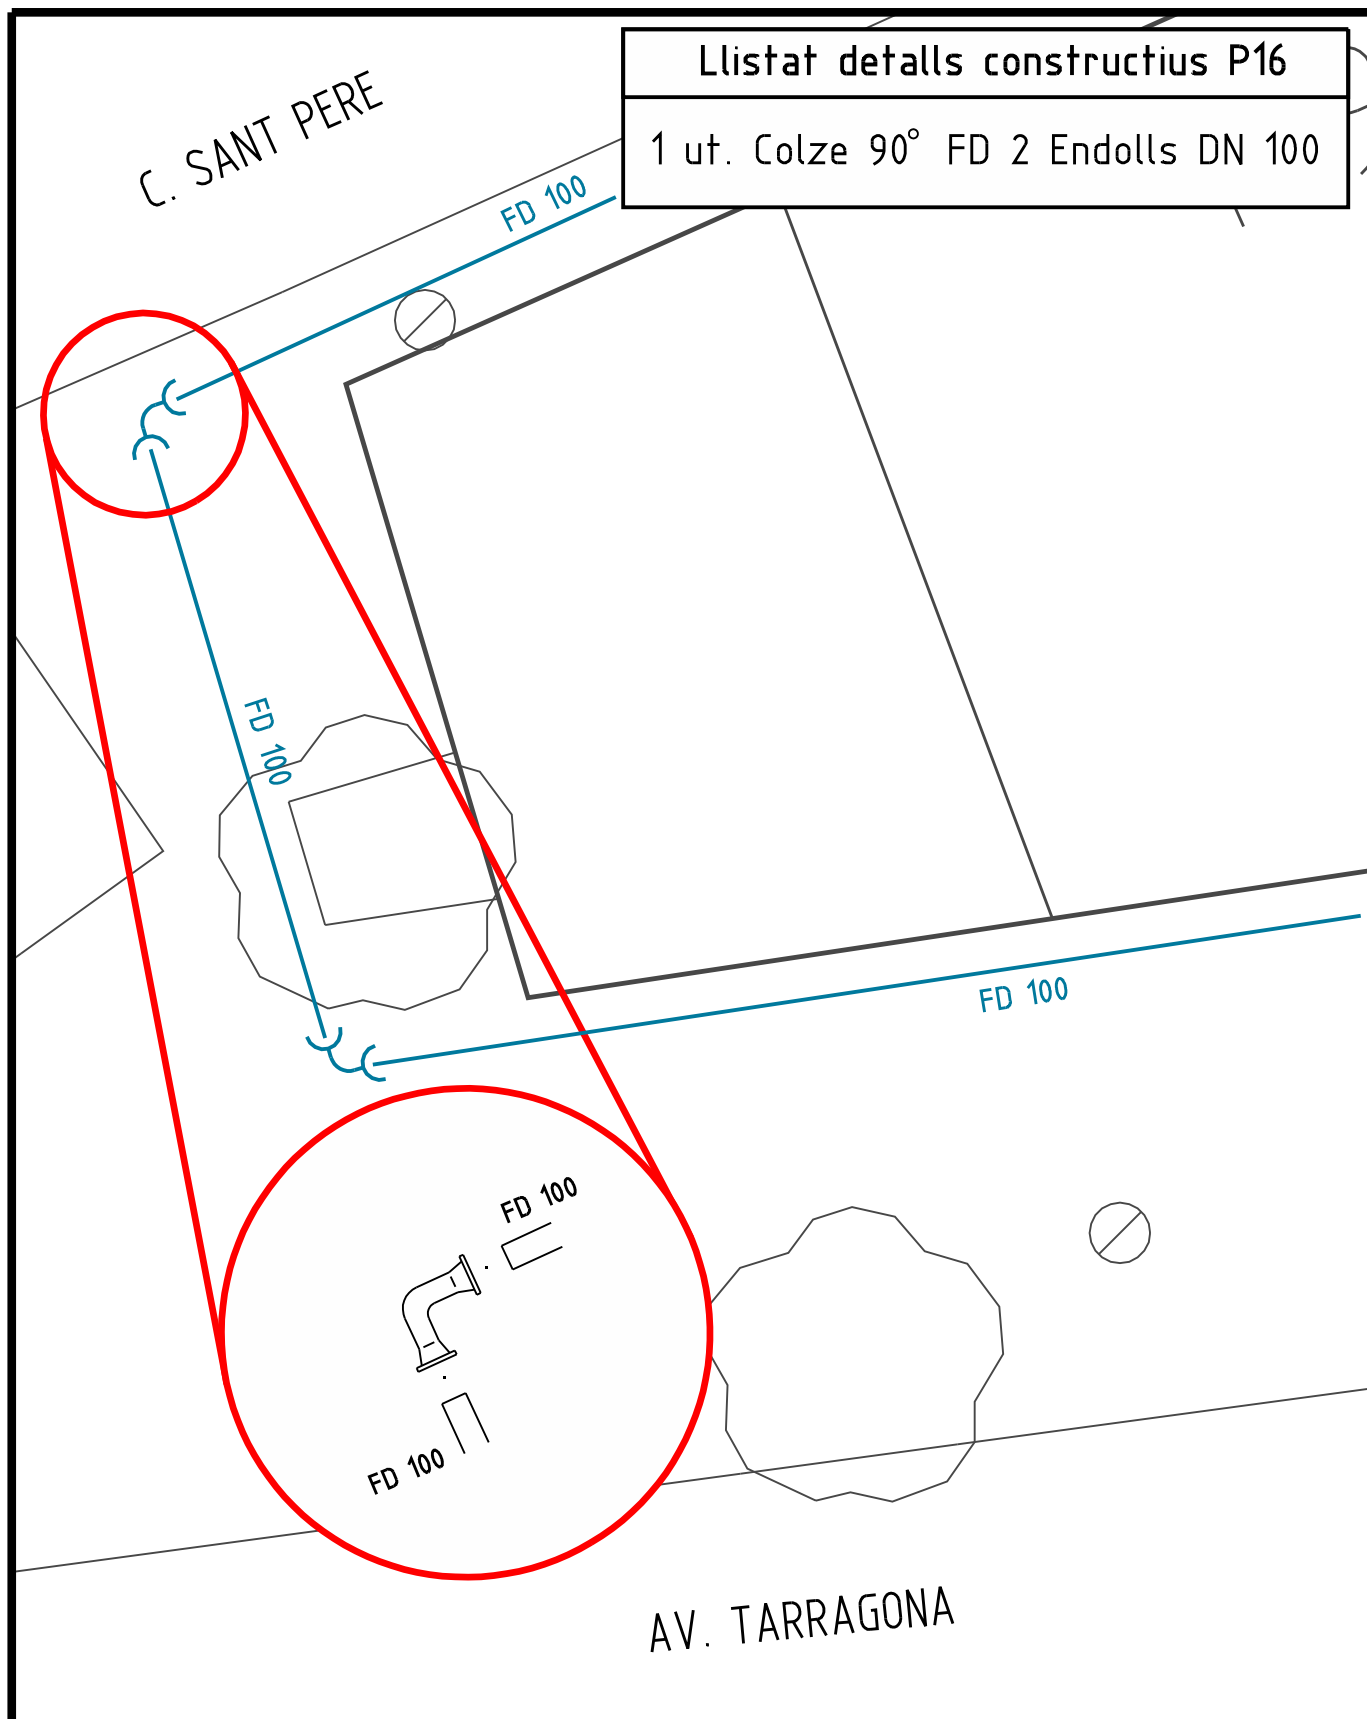 Llistat detalls constructius P16
1 ut. Colze 90° FD 2 Endolls DN 100
C. SANT PERE
FD 100
FD 100
FD 100
FD 100
FD 100
AV. TARRAGONA